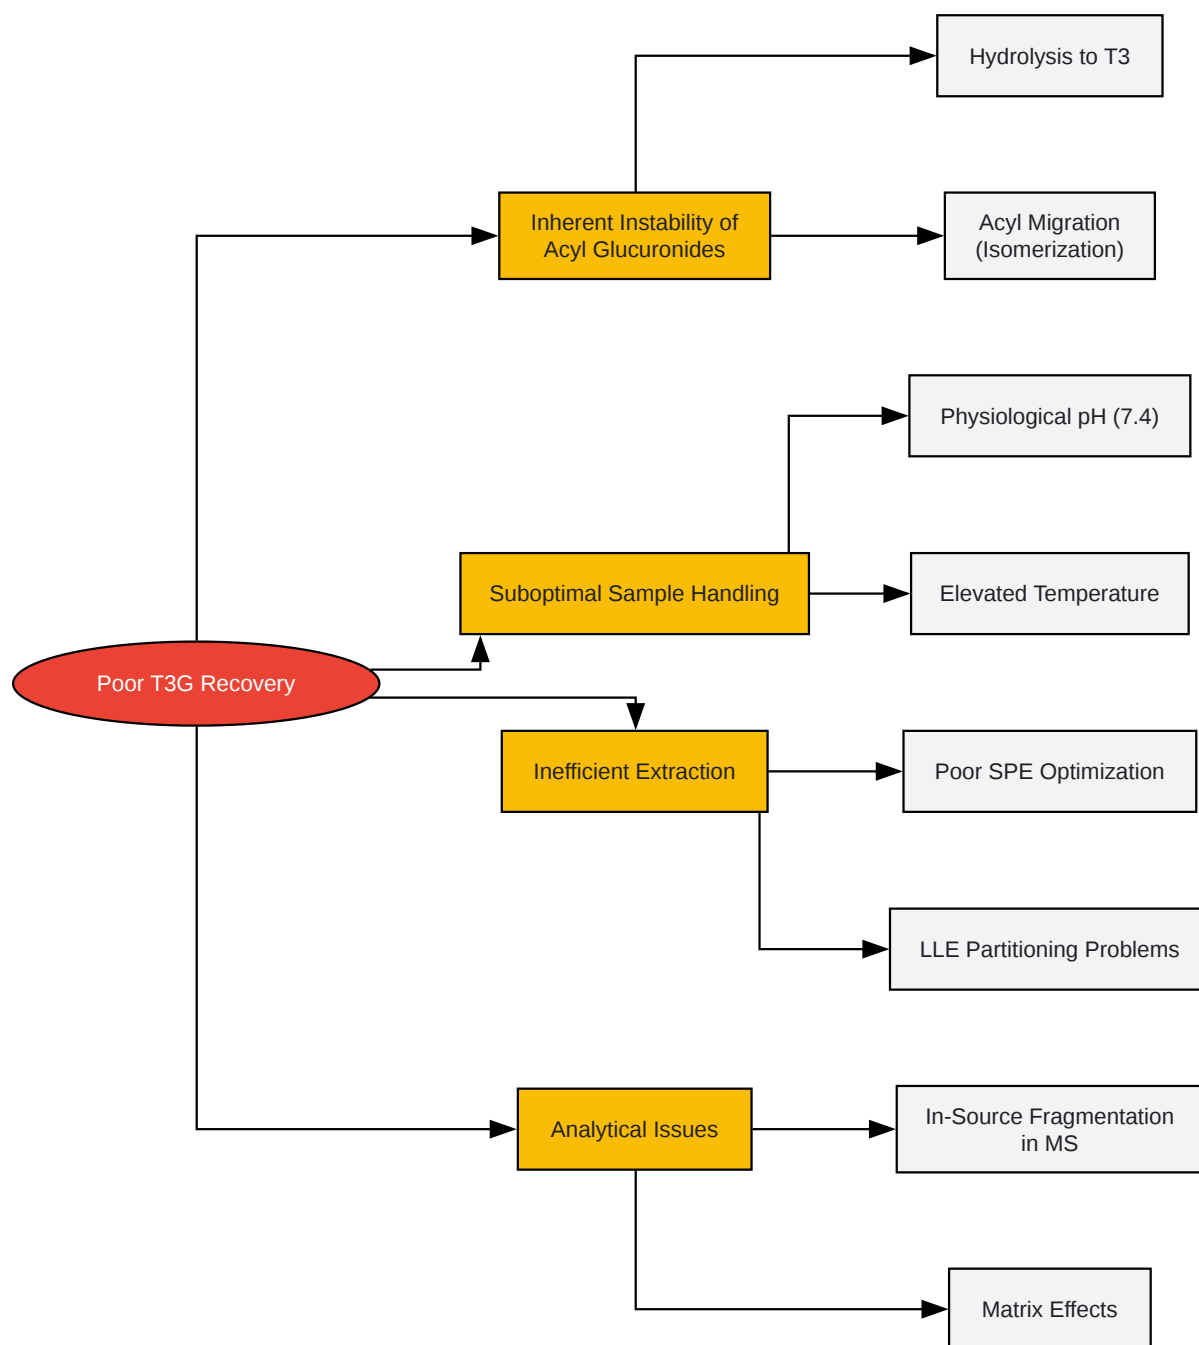 Hydrolysis to T3
Inherent Instability of
Acyl Glucuronides
Acyl Migration
(Isomerization)
Physiological pH (7.4)
Suboptimal Sample Handling
Elevated Temperature
Poor T3G Recovery
Inefficient Extraction
Poor SPE Optimization
LLE Partitioning Problems
Analytical Issues
In-Source Fragmentation
in MS
Matrix Effects